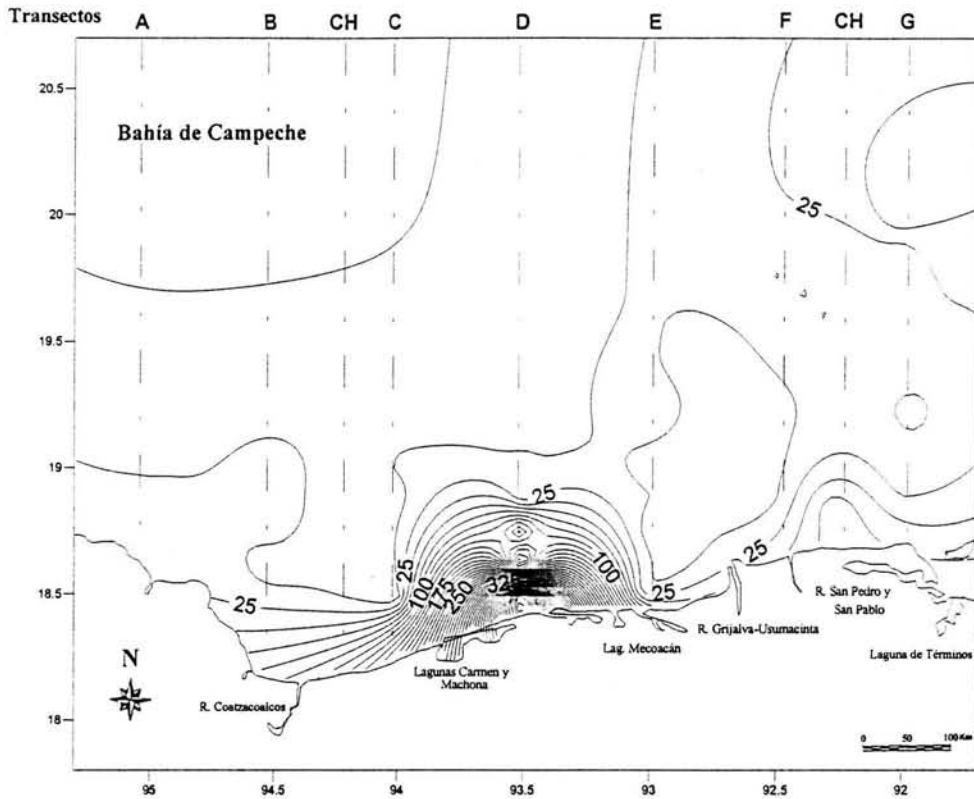 Transectos A B CH C D E F CH G
20.5
Bahía de Campeche
20
25
19.5
19
25
25
100
175
250
32
100
25
25
25
18.5
R. San Pedro y
San Pablo
R. Grijalva-Usumacinta
Lag. Mecoacán
Laguna de Términos
N
Lagunas Carmen y
Machona
R. Coatzacoalcos
18
0 50 100 Km
95 94.5 94 93.5 93 92.5 92